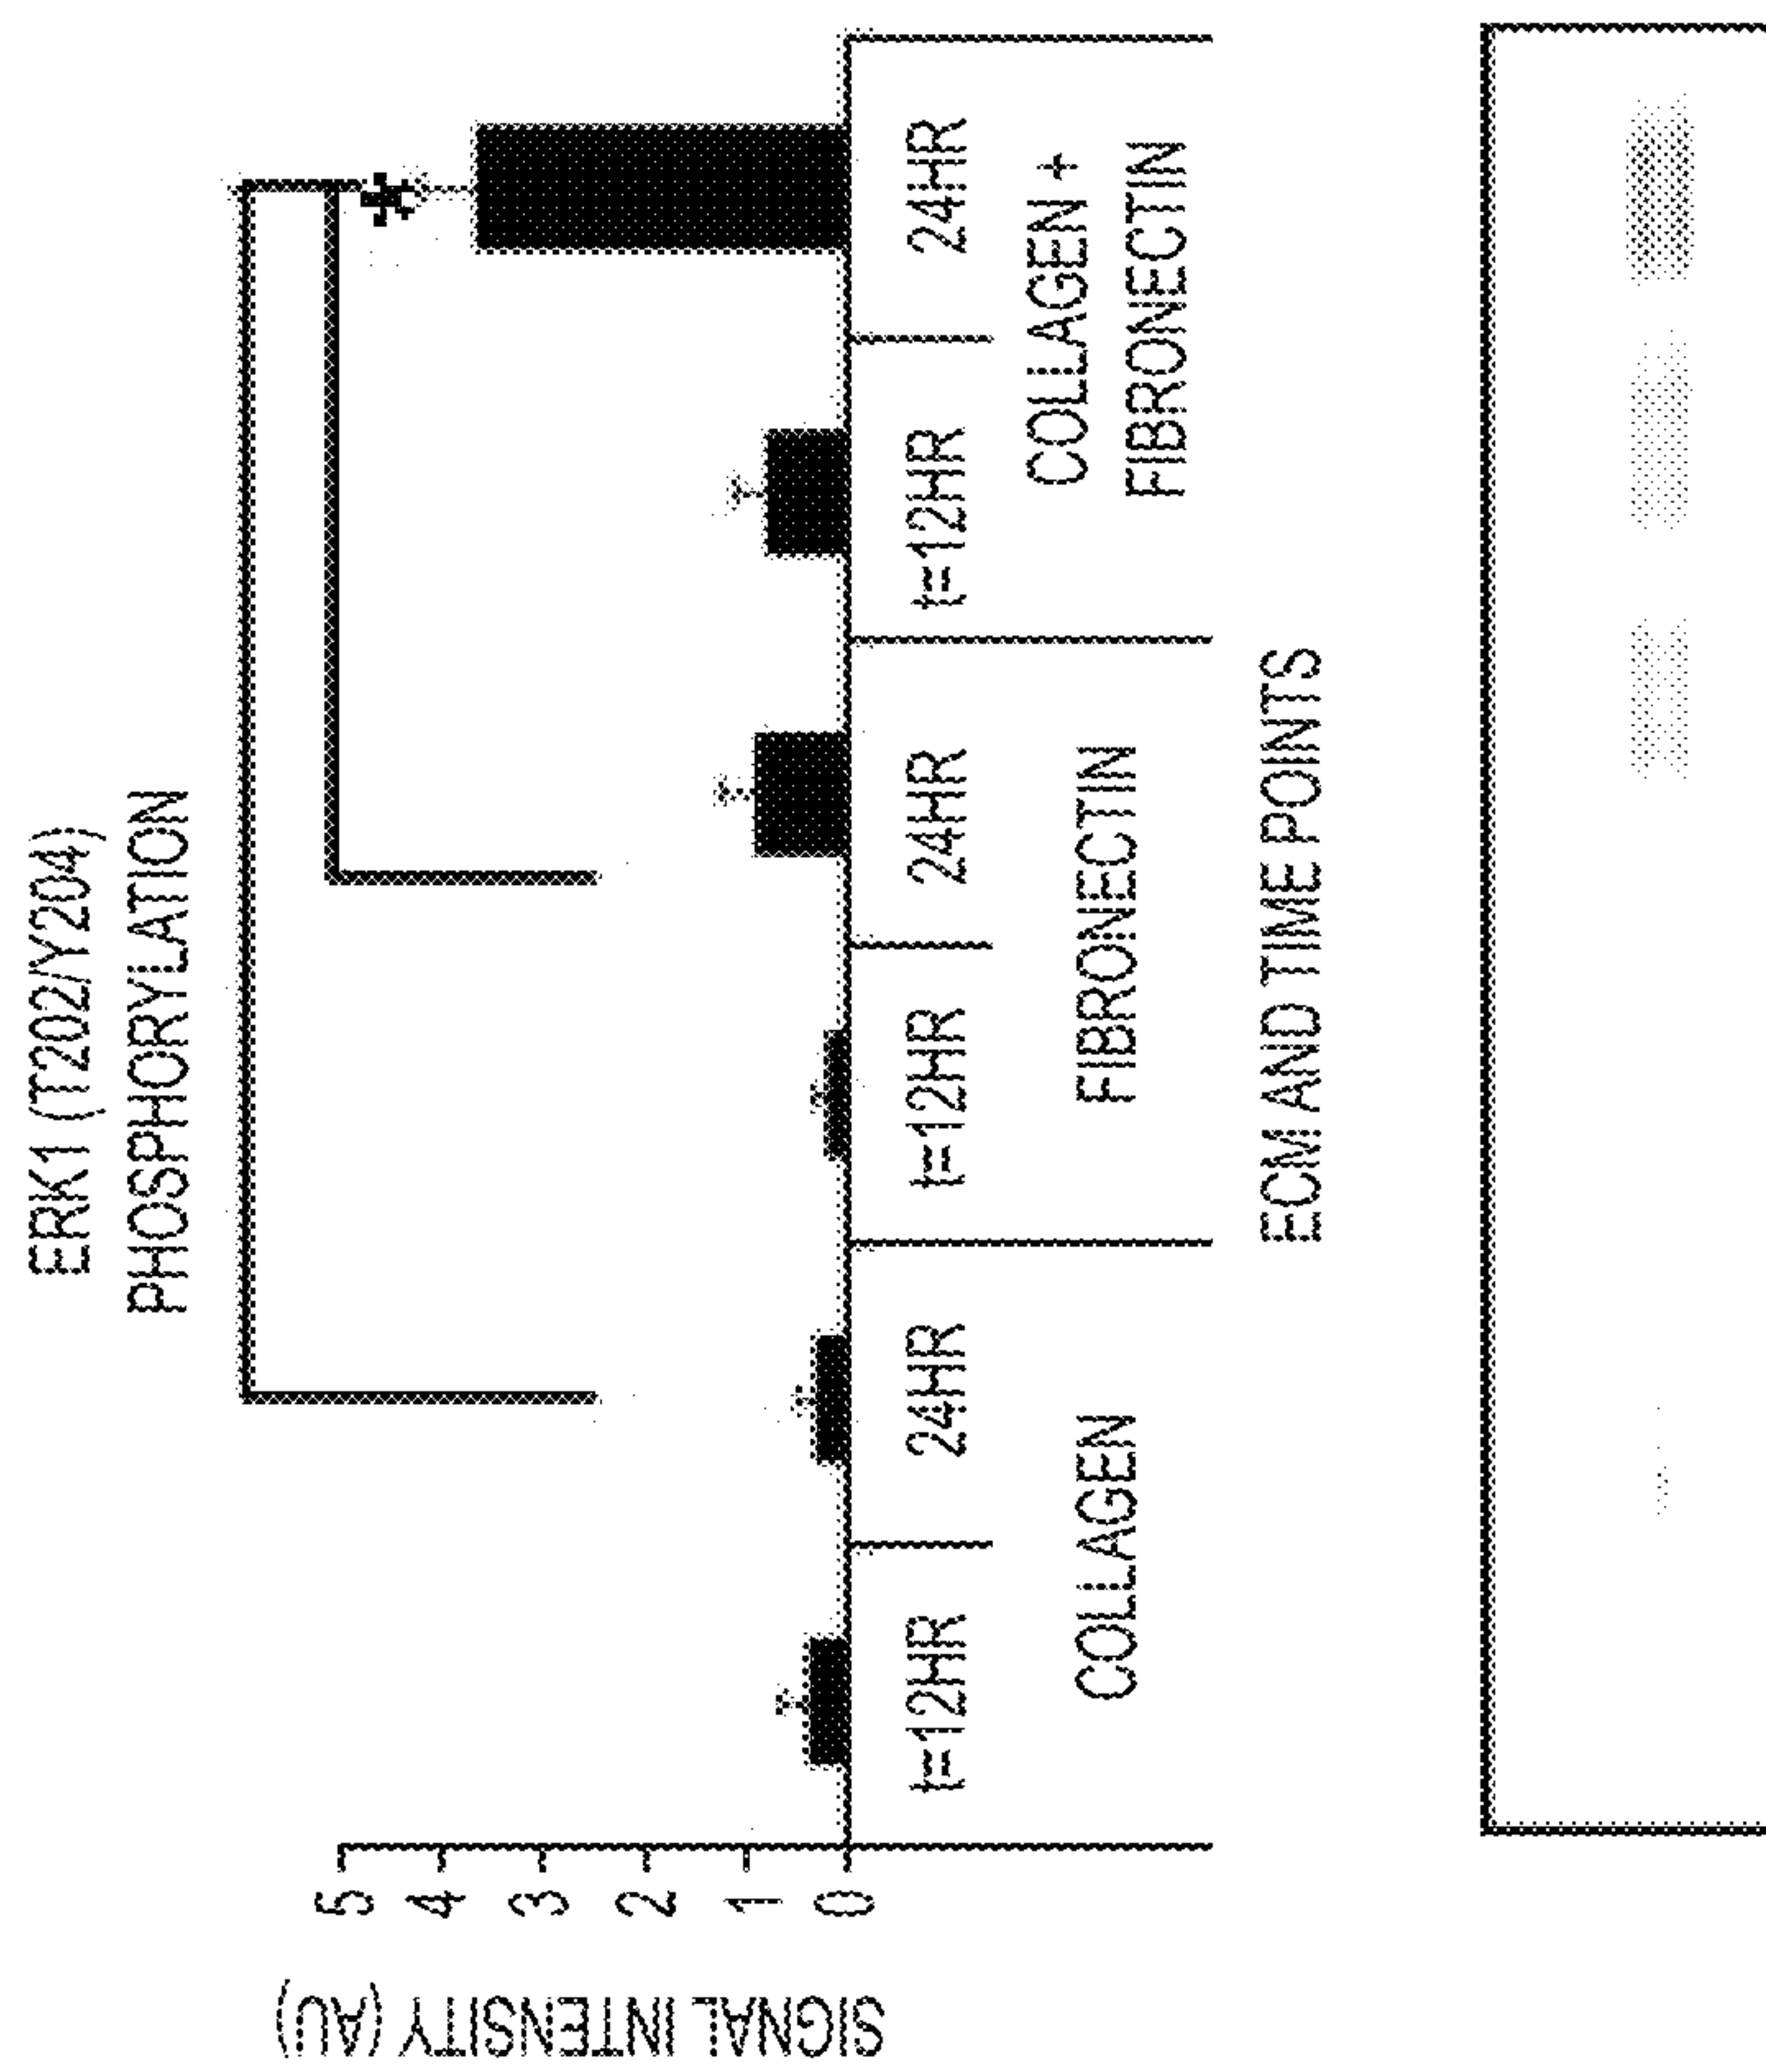 ERK1 (T202/Y204)
PHOSPHORYLATION
SIGNAL INTENSITY (AU)
5
4
3
2
1
0
t=12HR 24HR t=12HR 24HR t=12HR 24HR
COLLAGEN FIBRONECTIN COLLAGEN +
FIBRONECTIN
ECM AND TIME POINTS